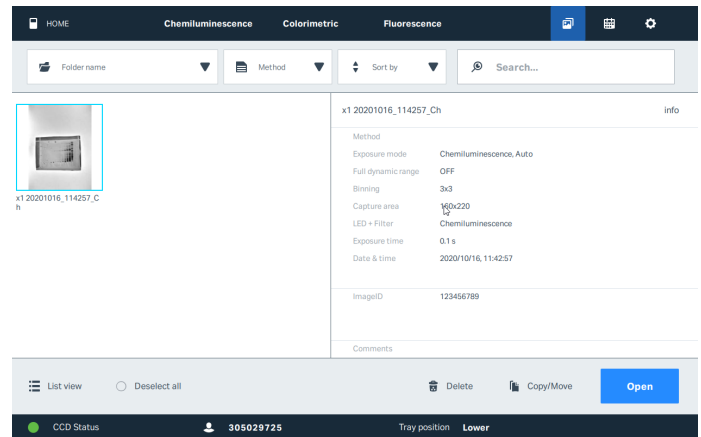 HOME Chemiluminescence Colorimetric Fluorescence
Folder name Method Sort by Search...
x1 20201016_114257_C
h
x1 20201016_114257_Ch info
Method
Exposure mode Chemiluminescence, Auto
Full dynamic range OFF
Binning 3x3
Capture area 160x220
LED + Filter Chemiluminescence
Exposure time 0.1 s
Date & time 2020/10/16, 11:42:57
ImageID 123456789
Comments
List view Deselect all Delete Copy/Move Open
CCD Status 305029725 Tray position Lower